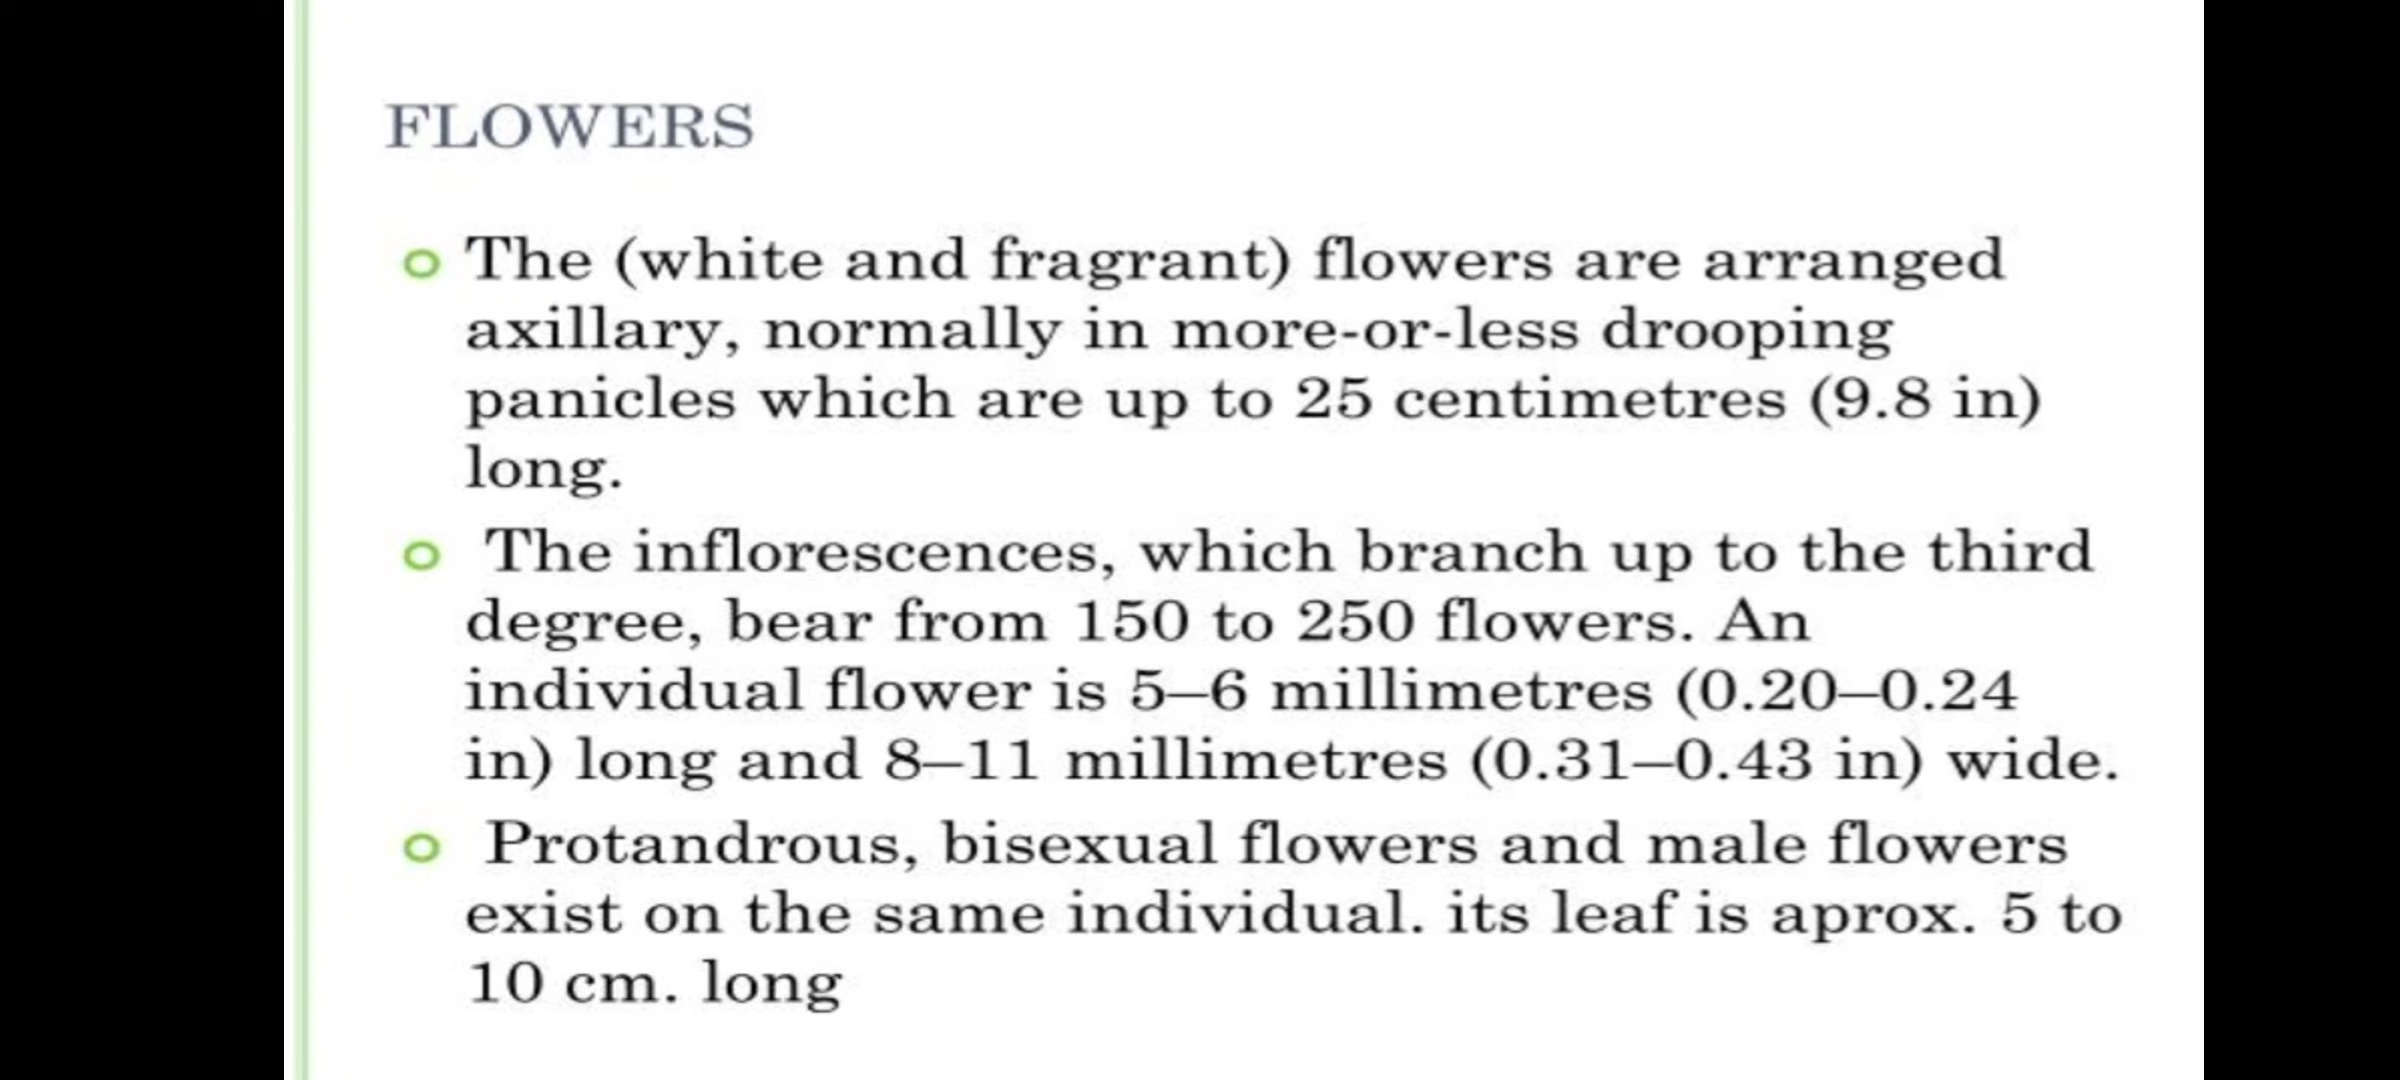 FLOWERS
The (white and fragrant) flowers are arranged
axillary, normally in more-or-less drooping
panicles which are up to 25 centimetres (9.8 in)
long.
The inflorescences, which branch up to the third
degree, bear from 150 to 250 flowers. An
individual flower is 5–6 millimetres (0.20–0.24
in) long and 8–11 millimetres (0.31–0.43 in) wide.
Protandrous, bisexual flowers and male flowers
exist on the same individual. its leaf is aprox. 5 to
10 cm. long